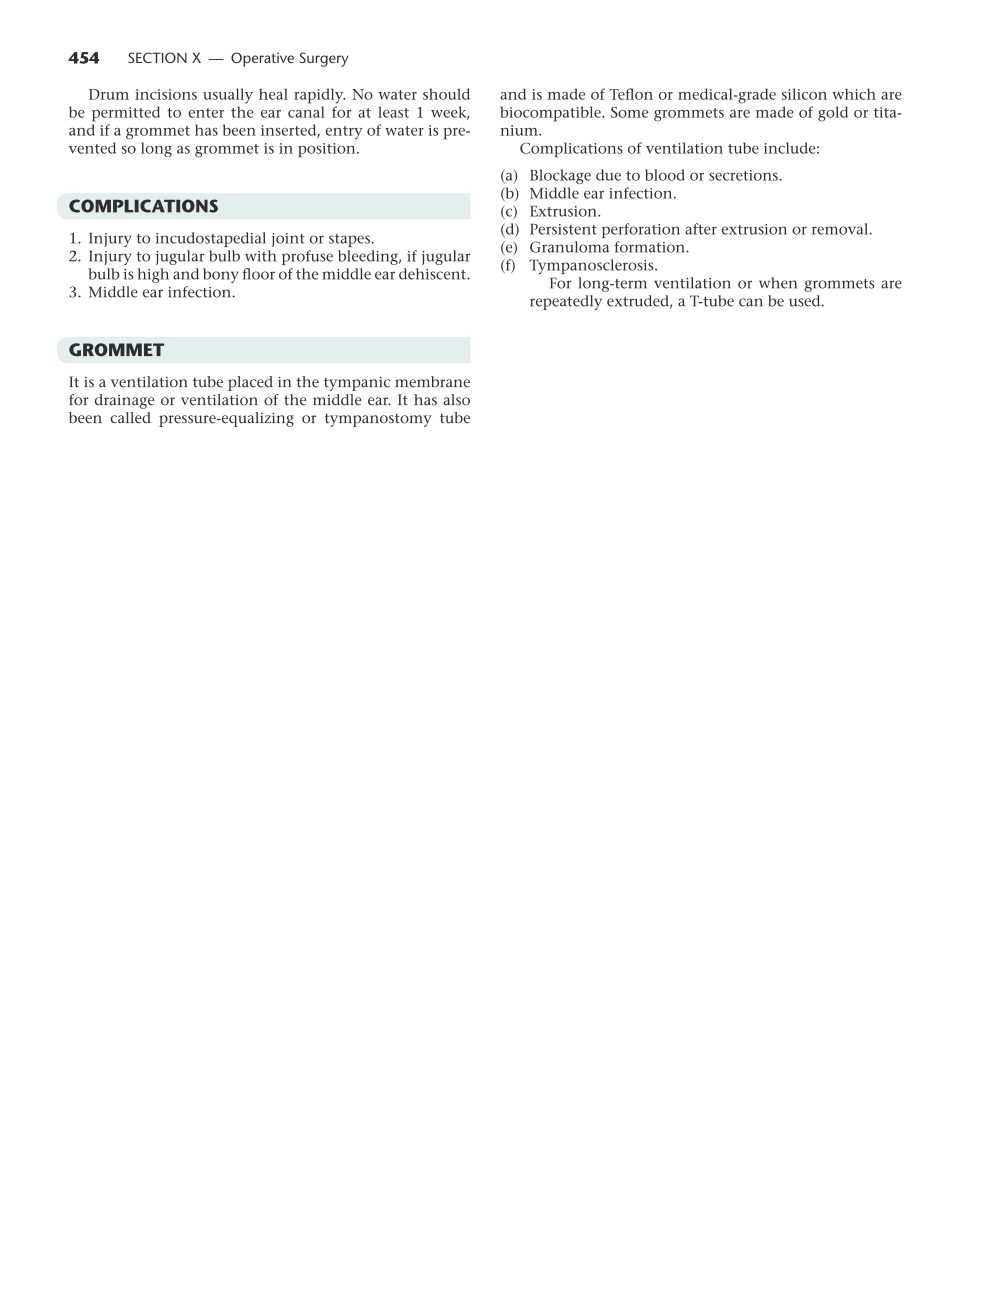 454 SECTION X — Operative Surgery
Drum incisions usually heal rapidly. No water should
be permitted to enter the ear canal for at least 1 week,
and if a grommet has been inserted, entry of water is pre-
vented so long as grommet is in position.
COMPLICATIONS
1. Injury to incudostapedial joint or stapes.
2. Injury to jugular bulb with profuse bleeding, if jugular
bulb is high and bony floor of the middle ear dehiscent.
3. Middle ear infection.
GROMMET
It is a ventilation tube placed in the tympanic membrane
for drainage or ventilation of the middle ear. It has also
been called pressure-equalizing or tympanostomy tube
and is made of Teflon or medical-grade silicon which are
biocompatible. Some grommets are made of gold or tita-
nium.
Complications of ventilation tube include:
(a) Blockage due to blood or secretions.
(b) Middle ear infection.
(c) Extrusion.
(d) Persistent perforation after extrusion or removal.
(e) Granuloma formation.
(f) Tympanosclerosis.
For long-term ventilation or when grommets are
repeatedly extruded, a T-tube can be used.